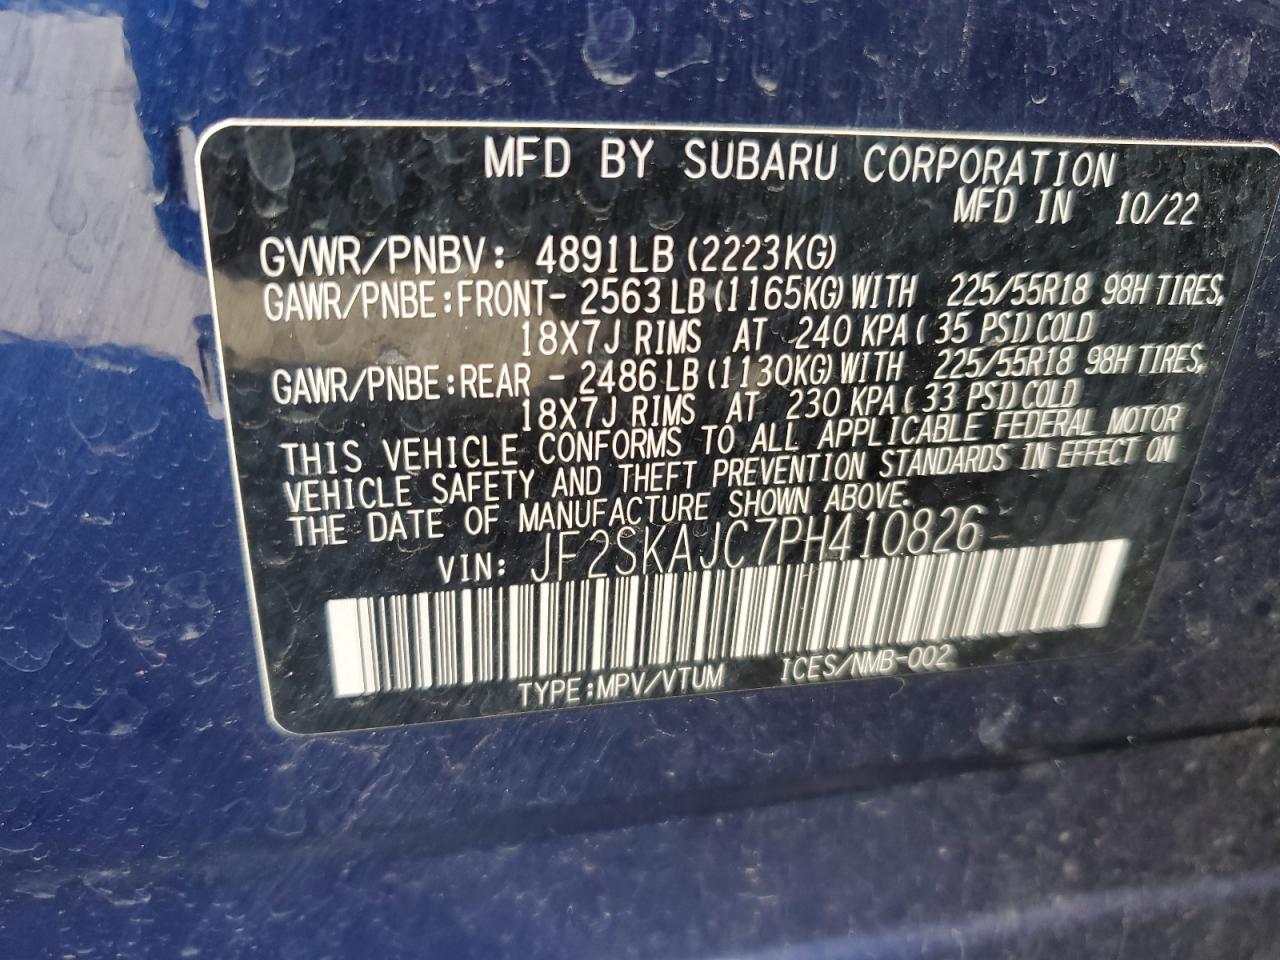 MFD BY SUBARU CORPORATION
MFD IN 10/22
GVWR/PNBV: 4891LB (2223KG)
GAWR/PNBE:FRONT- 2563LB (1165KG) WITH 225/55R18 98H TIRES,
18X7J RIMS AT 240 KPA ( 35 PSI) COLD
GAWR/PNBE:REAR - 2486LB (1130KG) WITH 225/55R18 98H TIRES,
18X7J RIMS AT 230 KPA ( 33 PSI) COLD
THIS VEHICLE CONFORMS TO ALL APPLICABLE FEDERAL MOTOR
VEHICLE SAFETY AND THEFT PREVENTION STANDARDS IN EFFECT ON
THE DATE OF MANUFACTURE SHOWN ABOVE.
VIN: JF2SKAJC7PH410826
TYPE:MPV/VTUM ICES/NMB-002